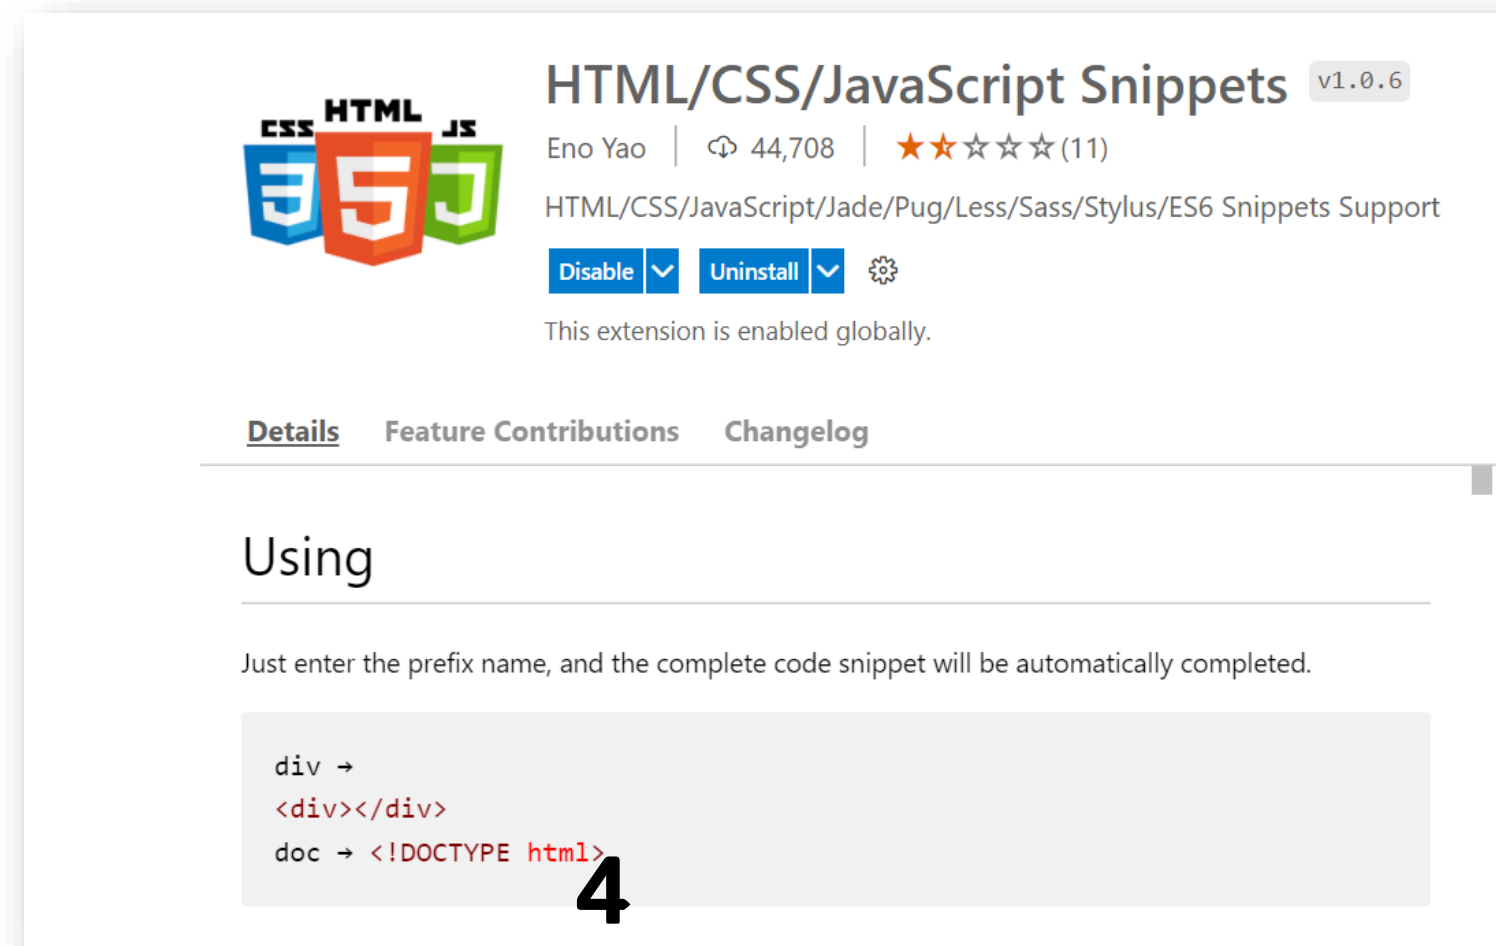 CSS HTML JS
HTML/CSS/JavaScript Snippets v1.0.6
Eno Yao 44,708 (11)
HTML/CSS/JavaScript/Jade/Pug/Less/Sass/Stylus/ES6 Snippets Support
Disable Uninstall
This extension is enabled globally.
Details Feature Contributions Changelog
Using
Just enter the prefix name, and the complete code snippet will be automatically completed.
div →
<div></div>
doc → <!DOCTYPE html>
4